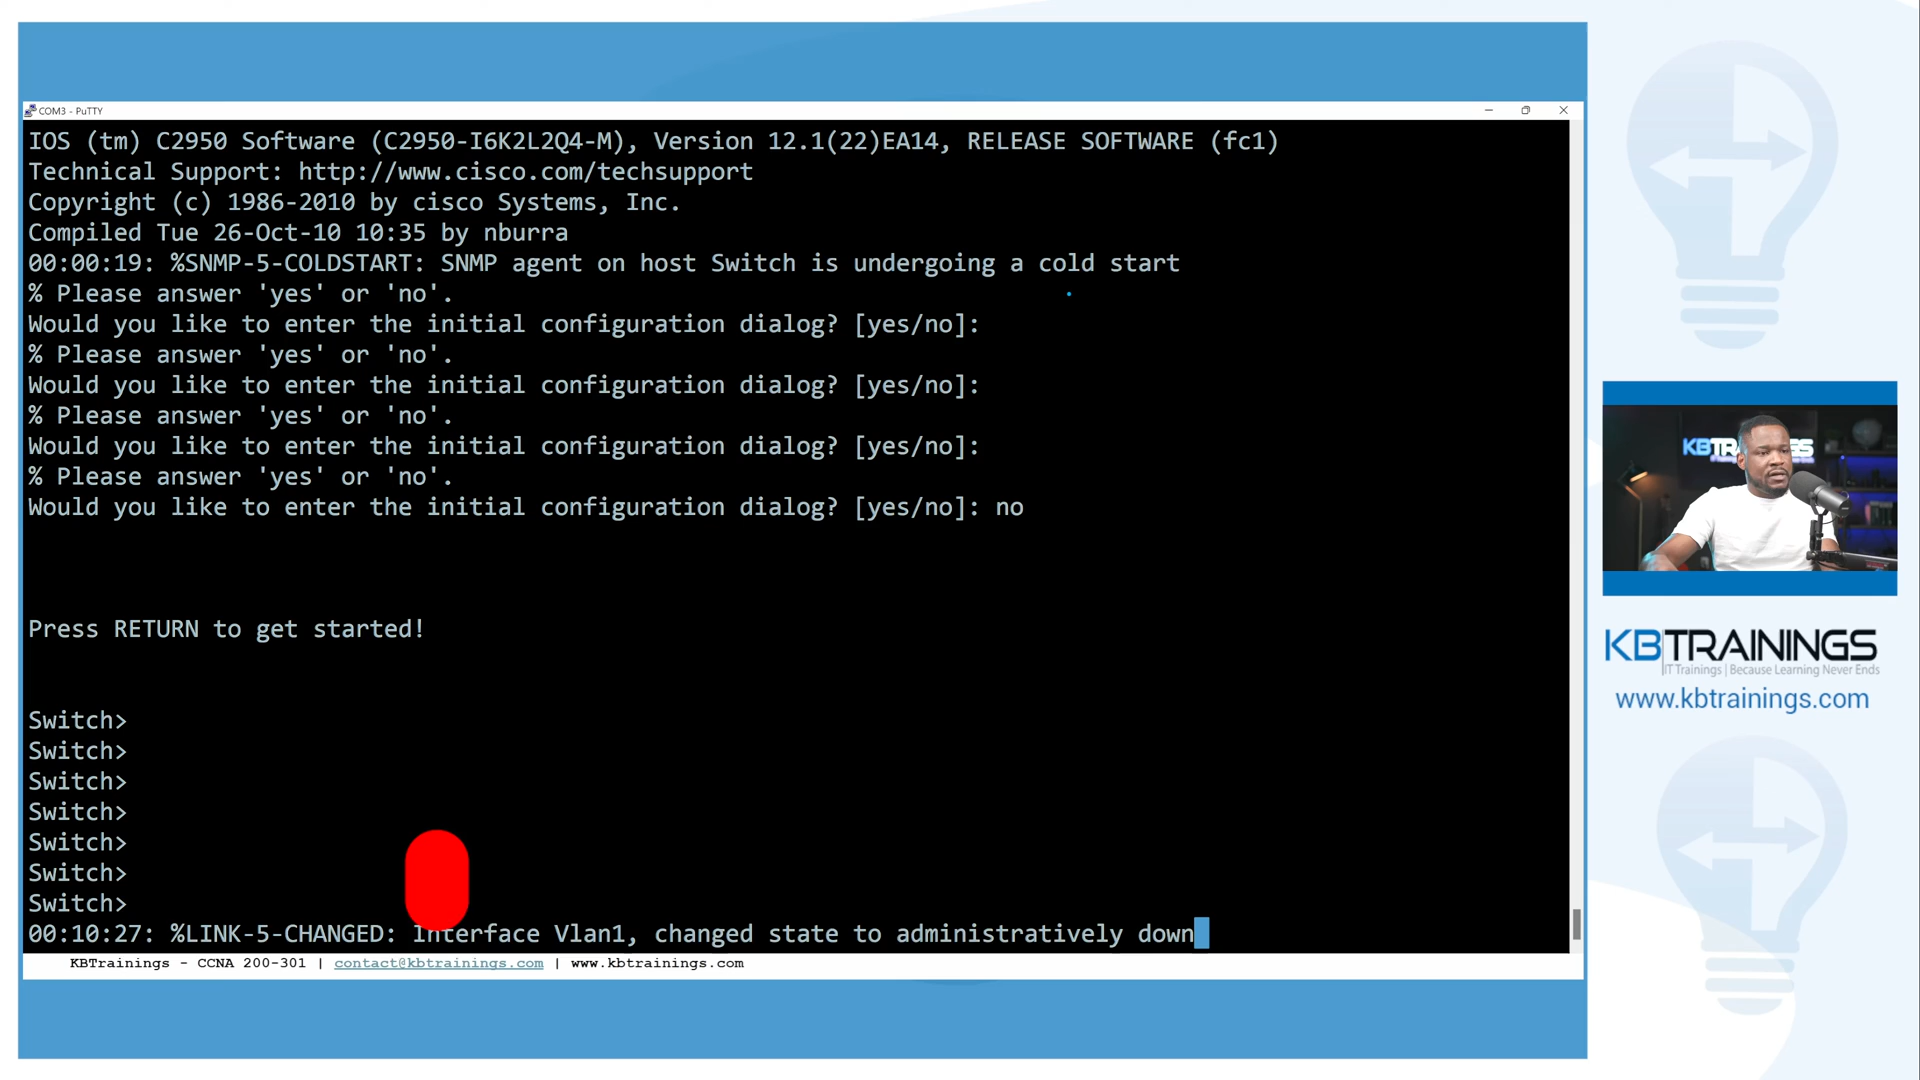 COM3 - PuTTY
IOS (tm) C2950 Software (C2950-I6K2L2Q4-M), Version 12.1(22)EA14, RELEASE SOFTWARE (fc1)
Technical Support: http://www.cisco.com/techsupport
Copyright (c) 1986-2010 by cisco Systems, Inc.
Compiled Tue 26-Oct-10 10:35 by nburra
00:00:19: %SNMP-5-COLDSTART: SNMP agent on host Switch is undergoing a cold start
% Please answer 'yes' or 'no'.
Would you like to enter the initial configuration dialog? [yes/no]:
% Please answer 'yes' or 'no'.
Would you like to enter the initial configuration dialog? [yes/no]:
% Please answer 'yes' or 'no'.
Would you like to enter the initial configuration dialog? [yes/no]:
% Please answer 'yes' or 'no'.
Would you like to enter the initial configuration dialog? [yes/no]: no
Press RETURN to get started!
Switch>
Switch>
Switch>
Switch>
Switch>
Switch>
Switch>
00:10:27: %LINK-5-CHANGED: Interface Vlan1, changed state to administratively down
KBTrainings - CCNA 200-301 | contact@kbtrainings.com | www.kbtrainings.com
KBTRAININGS
IT Trainings | Because Learning Never Ends
www.kbtrainings.com